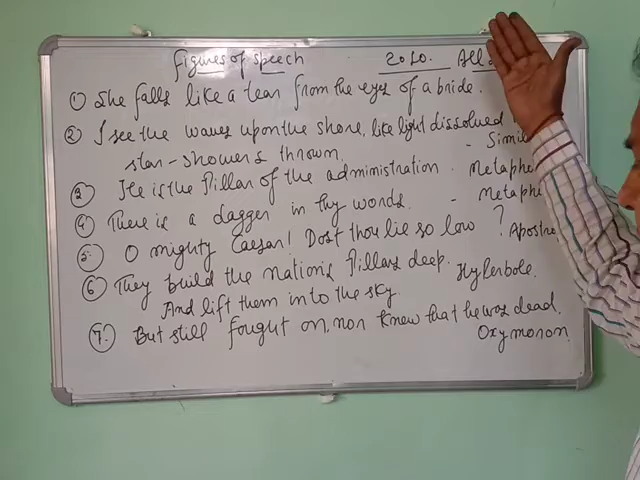 Figures of speech 2010. All
① She falls like a tear from the eyes of a bride.
② I see the waves upon the shore, like light dissolved
star-showers thrown. - Simile
③ He is the Pillar of the administration. Metaphor
④ There is a dagger in thy words. - Metaphor
⑤ O mighty Caesar! Dost thou lie so low ? Apostro
⑥ They build the nation's Pillars deep.
And lift them into the sky. Hyperbole.
⑦. But still fought on, nor knew that he was dead.
Oxymoron.